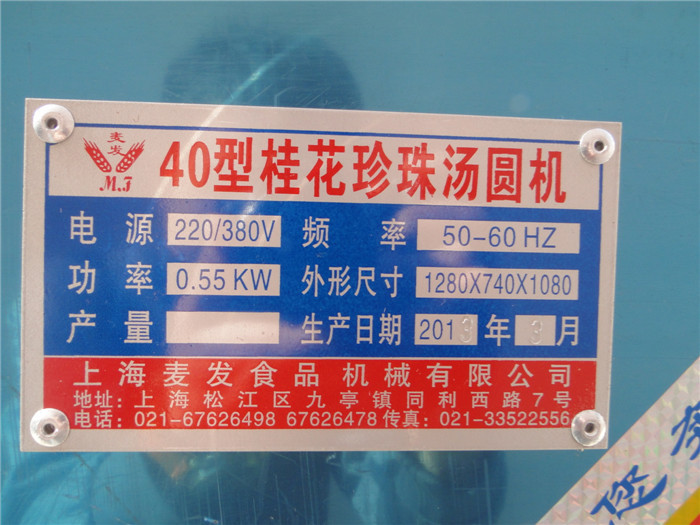 麦
发
M.J
40型桂花珍珠汤圆机
电 源 220/380V 频 率 50-60 HZ
功 率 0.55 KW 外形尺寸 1280X740X1080
产 量 生产日期 2013 年 3 月
上海麦发食品 机械有限公司
地址: 上海松江区九亭镇同利西路7号
电话: 021-67626498 67626478 传真: 021-33522556